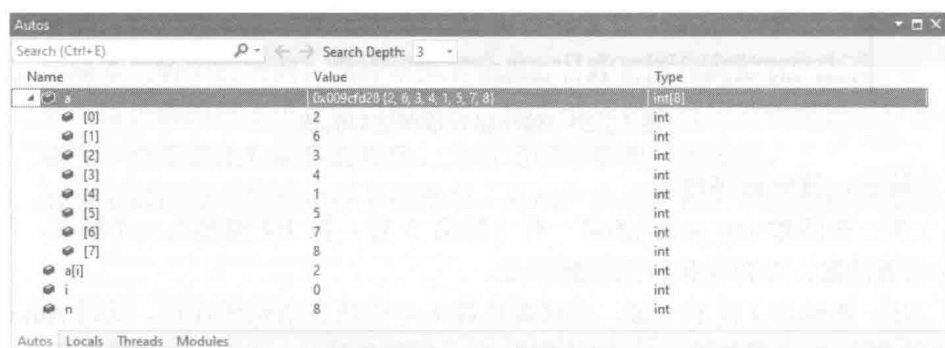 Autos
Search (Ctrl+E) Search Depth: 3
Name Value Type
a 0x009cfd28 {2, 6, 3, 4, 1, 5, 7, 8} int[8]
[0] 2 int
[1] 6 int
[2] 3 int
[3] 4 int
[4] 1 int
[5] 5 int
[6] 7 int
[7] 8 int
a[i] 2 int
i 0 int
8 int
Autos Locals Threads Modules